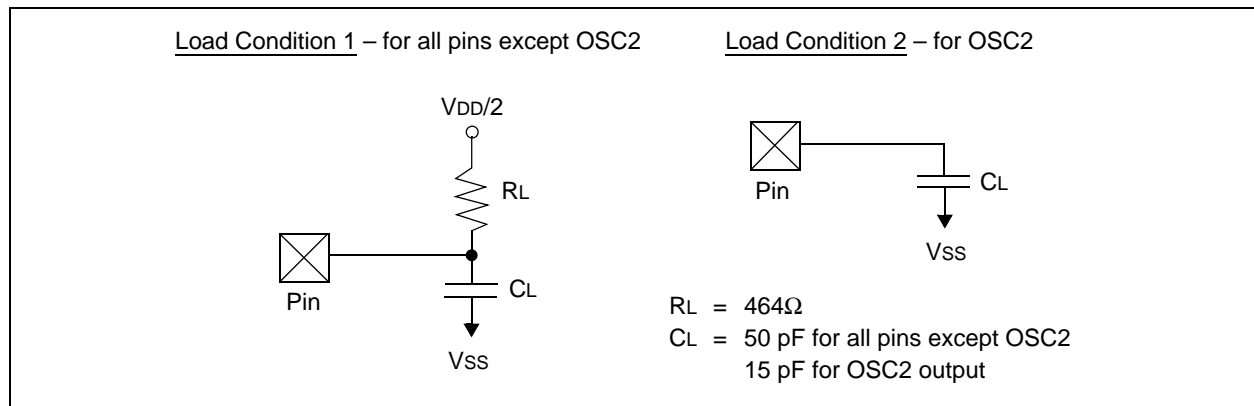 Load Condition 1 – for all pins except OSC2
Load Condition 2 – for OSC2
VDD/2
RL
Pin
CL
VSS
Pin
CL
VSS
RL = 464Ω
CL = 50 pF for all pins except OSC2
15 pF for OSC2 output